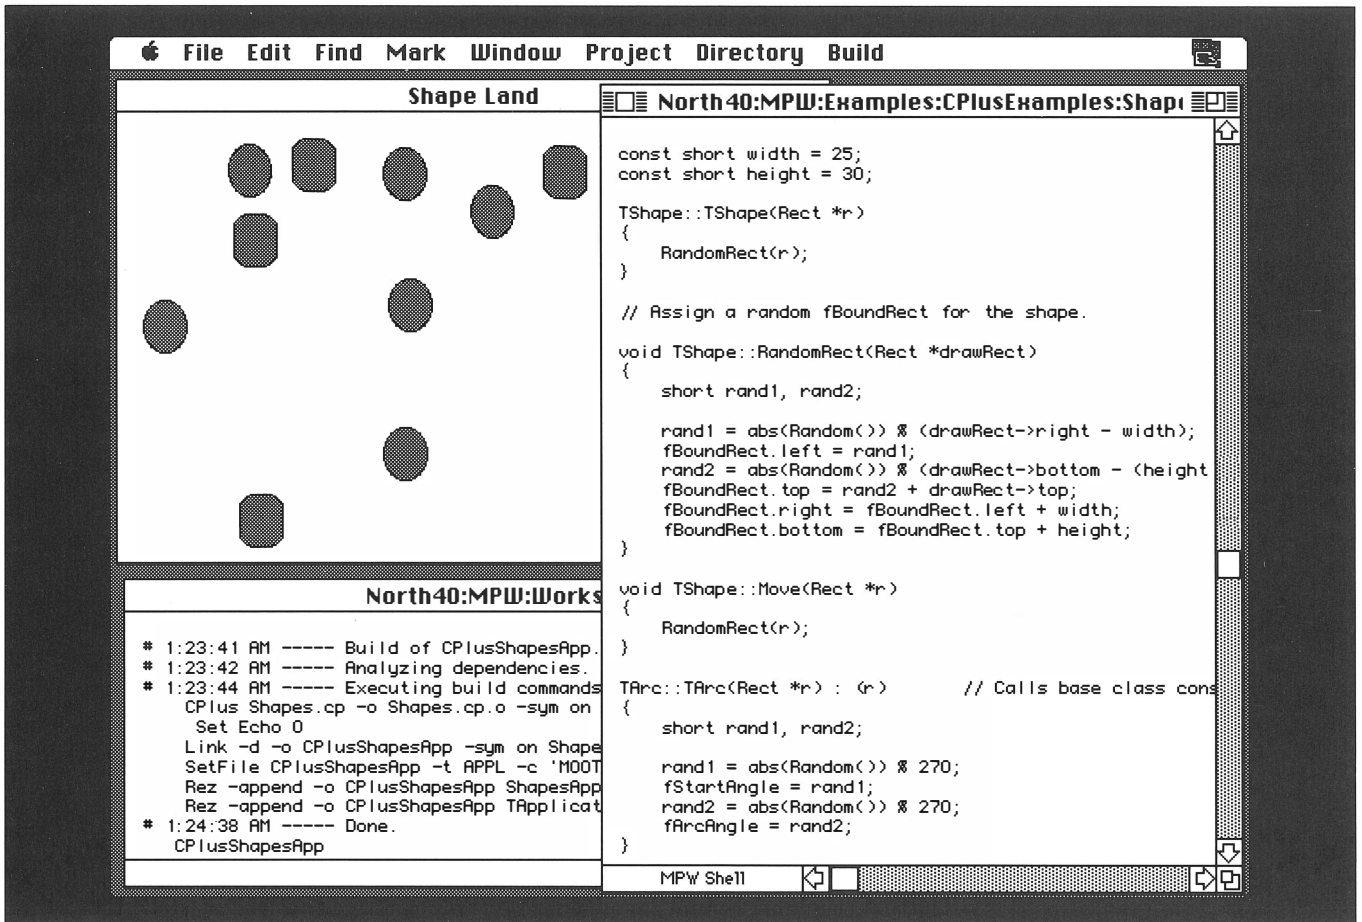 File Edit Find Mark Window Project Directory Build
Shape Land
North40:MPW:Examples:CPlusExamples:Shap
const short width = 25;
const short height = 30;
TShape::TShape(Rect *r)
{
RandomRect(r);
}
// Assign a random fBoundRect for the shape.
void TShape::RandomRect(Rect *drawRect)
{
short rand1, rand2;
rand1 = abs(Random()) % (drawRect->right - width);
fBoundRect.left = rand1;
rand2 = abs(Random()) % (drawRect->bottom - (height
fBoundRect.top = rand2 + drawRect->top;
fBoundRect.right = fBoundRect.left + width;
fBoundRect.bottom = fBoundRect.top + height;
}
void TShape::Move(Rect *r)
{
RandomRect(r);
}
TArc::TArc(Rect *r) : (r) // Calls base class cons
{
short rand1, rand2;
rand1 = abs(Random()) % 270;
fStartAngle = rand1;
rand2 = abs(Random()) % 270;
fArcAngle = rand2;
}
MPW Shell
North40:MPW:Works
# 1:23:41 AM ----- Build of CPlusShapesApp.
# 1:23:42 AM ----- Analyzing dependencies.
# 1:23:44 AM ----- Executing build commands
CPlus Shapes.cp -o Shapes.cp.o -sym on
Set Echo 0
Link -d -o CPlusShapesApp -sym on Shape
SetFile CPlusShapesApp -t APPL -c 'MOOT
Rez -append -o CPlusShapesApp ShapesApp
Rez -append -o CPlusShapesApp TApplicat
# 1:24:38 AM ----- Done.
CPlusShapesApp